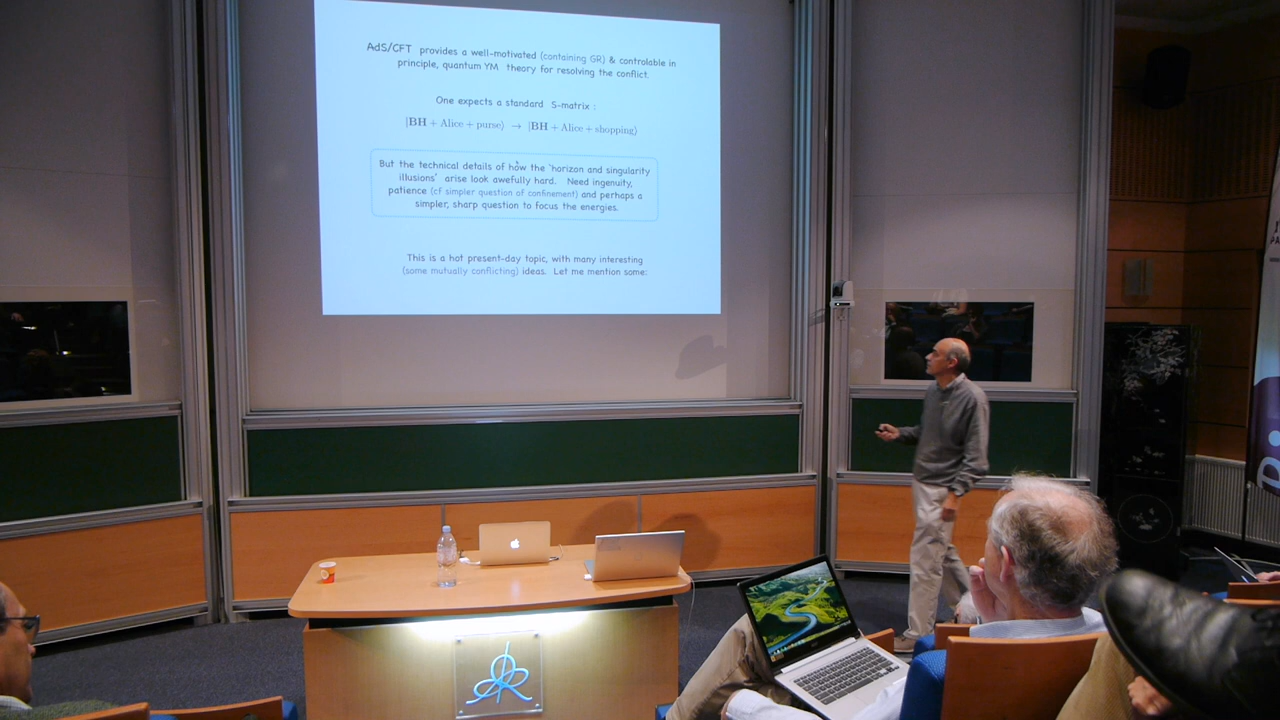 AdS/CFT provides a well-motivated (containing GR) & controlable in
principle, quantum YM theory for resolving the conflict.
One expects a standard S-matrix :
|BH + Alice + purse⟩ → |BH + Alice + shopping⟩
But the technical details of how the 'horizon and singularity
illusions' arise look awefully hard. Need ingenuity,
patience (cf simpler question of confinement) and perhaps a
simpler, sharp question to focus the energies.
This is a hot present-day topic, with many interesting
(some mutually conflicting) ideas. Let me mention some: